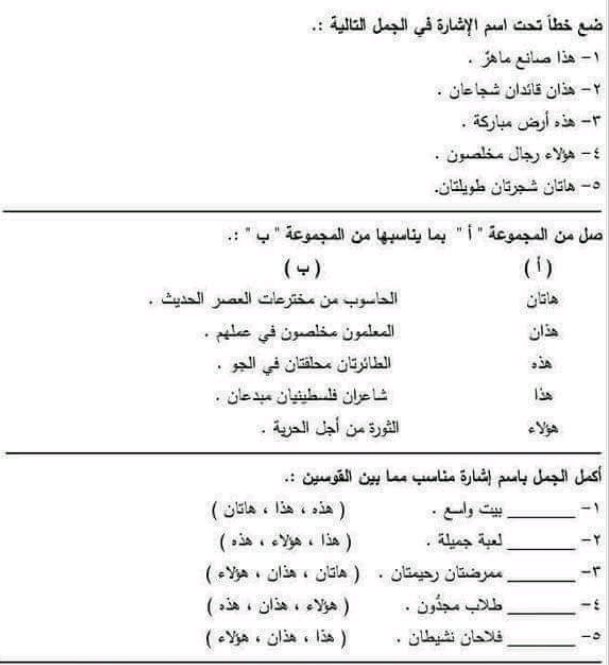 ضع خطاً تحت اسم الإشارة في الجمل التالية :.
١- هذا صانع ماهرٌ .
٢- هذان قائدان شجاعان .
٣- هذه أرض مباركة .
٤- هؤلاء رجال مخلصون .
٥- هاتان شجرتان طويلتان.
صل من المجموعة " أ " بما يناسبها من المجموعة " ب " :.
( أ ) ( ب )
هاتان الحاسوب من مخترعات العصر الحديث .
هذان المعلمون مخلصون في عملهم .
هذه الطائرتان محلقتان في الجو .
هذا شاعران فلسطينيان مبدعان .
هؤلاء الثورة من أجل الحرية .
أكمل الجمل باسم إشارة مناسب مما بين القوسين :.
١- ________ بيت واسع . ( هذه ، هذا ، هاتان )
٢- ________ لعبة جميلة . ( هذا ، هؤلاء ، هذه )
٣- ________ ممرضتان رحيمتان . ( هاتان ، هذان ، هؤلاء )
٤- ________ طلاب مجدُّون . ( هؤلاء ، هذان ، هذه )
٥- ________ فلاحان نشيطان . ( هذا ، هذان ، هؤلاء )